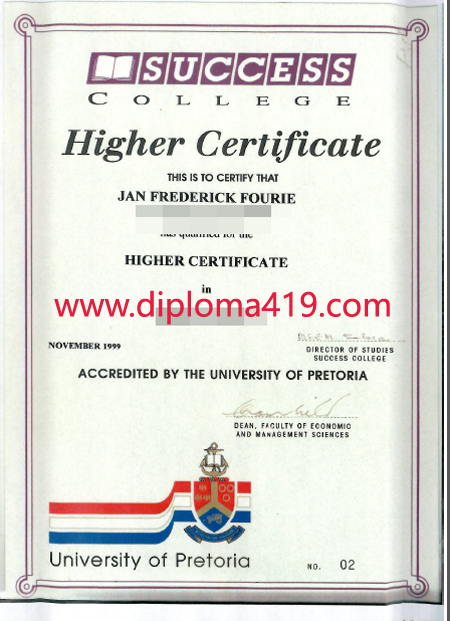 SUCCESS
COLLEGE
Higher Certificate
THIS IS TO CERTIFY THAT
JAN FREDERICK FOURIE
has qualified for the
HIGHER CERTIFICATE
in
www.diploma419.com
NOVEMBER 1999
DIRECTOR OF STUDIES
SUCCESS COLLEGE
ACCREDITED BY THE UNIVERSITY OF PRETORIA
DEAN, FACULTY OF ECONOMIC
AND MANAGEMENT SCIENCES
University of Pretoria
NO. 02